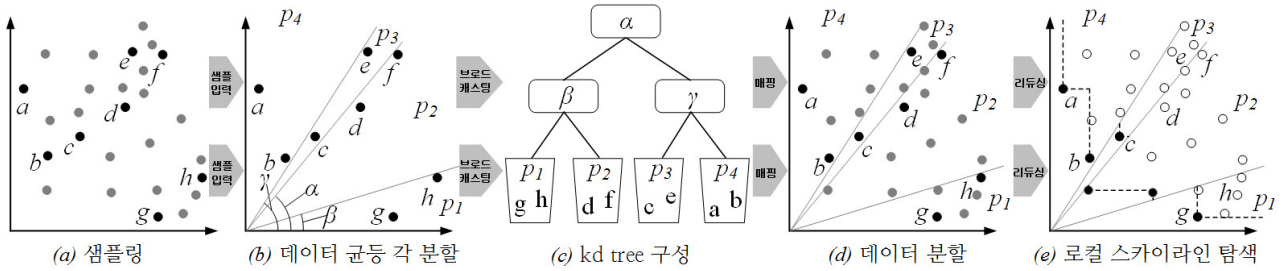 p4
e
f
a
d
c
b
h
g
(a) 샘플링
샘플
입력
샘플
입력
p4
p3
e
f
a
p2
d
c
b
γ
α
β
h
g
p1
(b) 데이터 균등 각 분할
브로드
캐스팅
브로드
캐스팅
α
β
γ
p1
g h
p2
d f
p3
c e
p4
a b
(c) kd tree 구성
매핑
매핑
p4
p3
e
f
a
p2
d
c
b
h
g
p1
(d) 데이터 분할
리듀싱
리듀싱
p4
p3
e
f
a
p2
d
c
b
h
g
p1
(e) 로컬 스카이라인 탐색